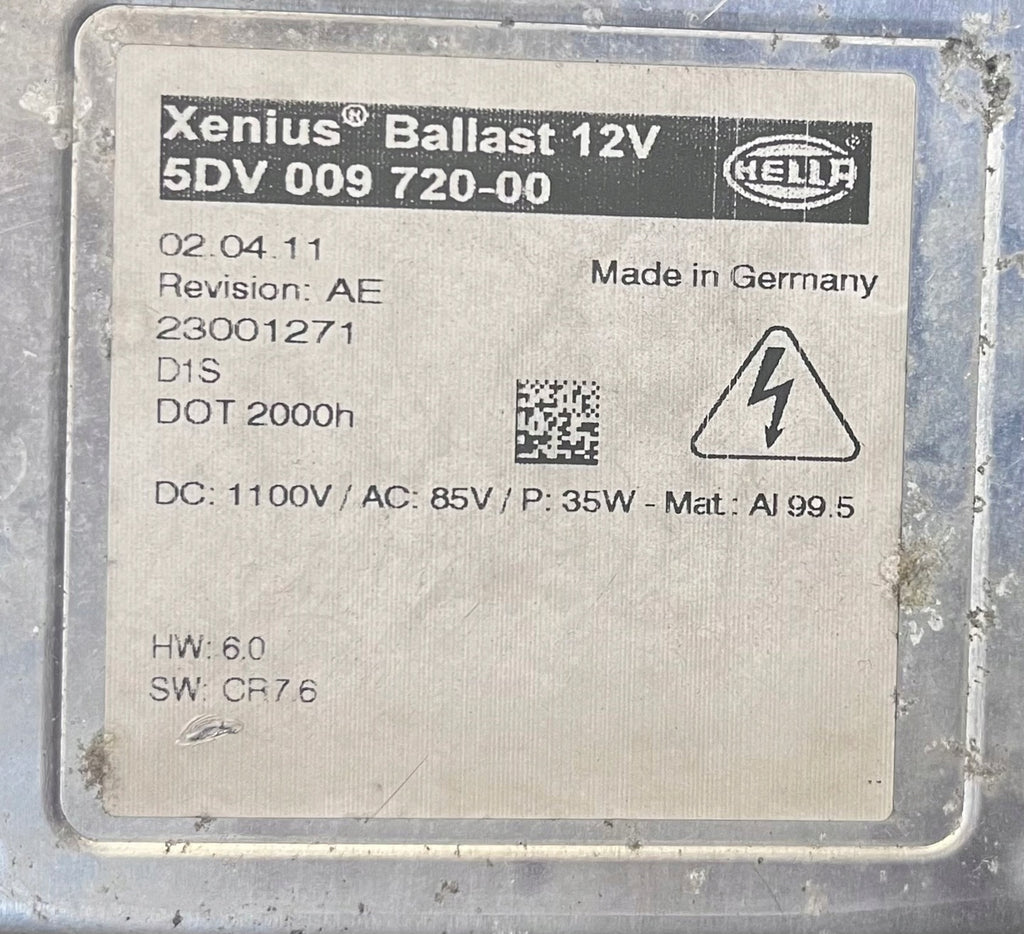 Xenius® Ballast 12V
5DV 009 720-00
HELLA®
02.04.11
Made in Germany
Revision: AE
23001271
D1S
DOT 2000h
DC: 1100V / AC: 85V / P: 35W - Mat.: Al 99.5
HW: 6.0
SW: CR7.6